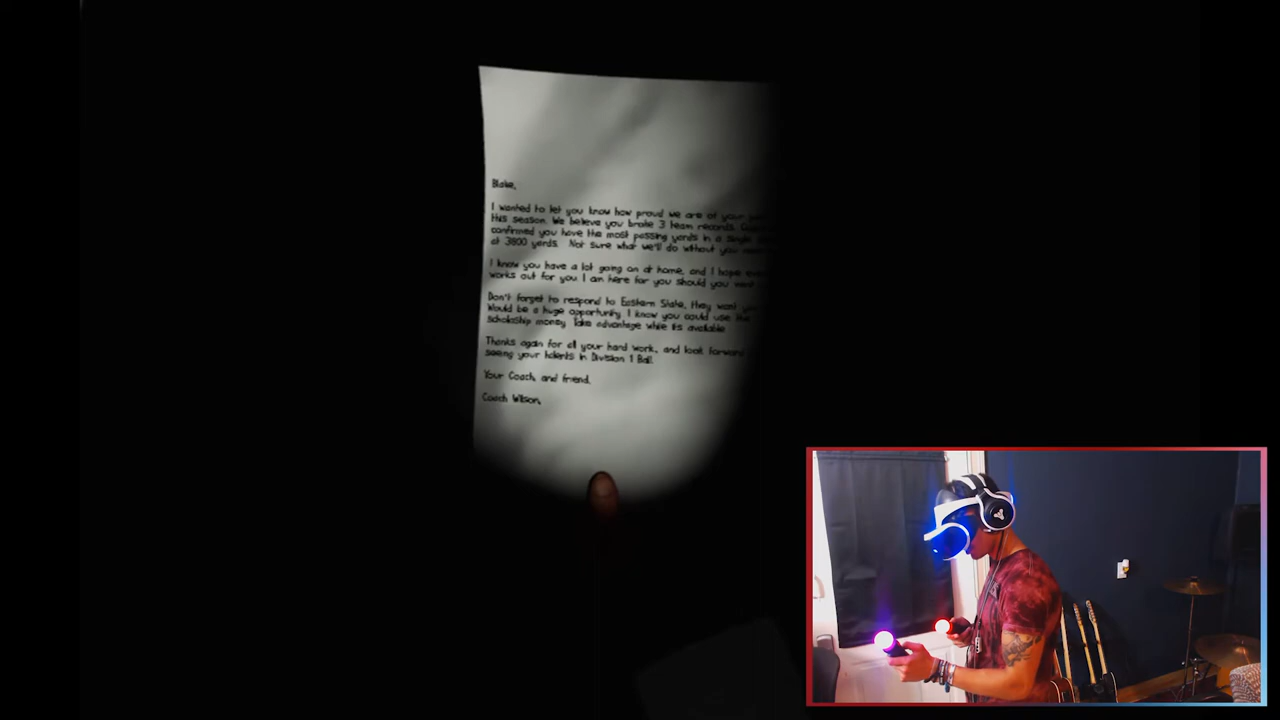 Blake,
I wanted to let you know how proud we are of your
this season. We believe you broke 3 team records.
confirmed you have the most passing yards in a single
at 3800 yards. Not sure what we'll do without you
I know you have a lot going on at home, and I hope
works out for you. I am here for you should you want
Don't forget to respond to Eastern State, they want you
Would be a huge opportunity. I know you could use the
scholaship money. Take advantage while its available
Thanks again for all your hard work, and look forward
seeing your talents in Division 1 Ball.
Your Coach, and friend,
Coach Wilson,